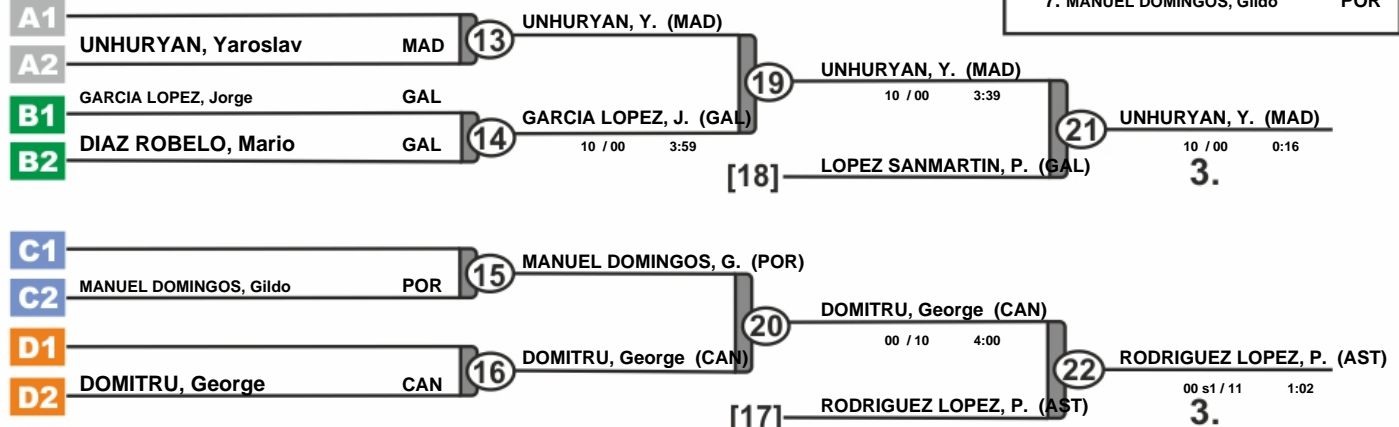 7. MANUEL DOMINGOS, Gildo POR
A1
UNHURYAN, Yaroslav MAD
A2
13
UNHURYAN, Y. (MAD)
B1
GARCIA LOPEZ, Jorge GAL
DIAZ ROBELO, Mario GAL
B2
14
GARCIA LOPEZ, J. (GAL)
10 / 00 3:59
19
UNHURYAN, Y. (MAD)
10 / 00 3:39
[18]
LOPEZ SANMARTIN, P. (GAL)
21
UNHURYAN, Y. (MAD)
10 / 00 0:16
3.
C1
C2
MANUEL DOMINGOS, Gildo POR
15
MANUEL DOMINGOS, G. (POR)
D1
DOMITRU, George CAN
D2
16
DOMITRU, George (CAN)
20
DOMITRU, George (CAN)
00 / 10 4:00
[17]
RODRIGUEZ LOPEZ, P. (AST)
22
RODRIGUEZ LOPEZ, P. (AST)
00 s1 / 11 1:02
3.